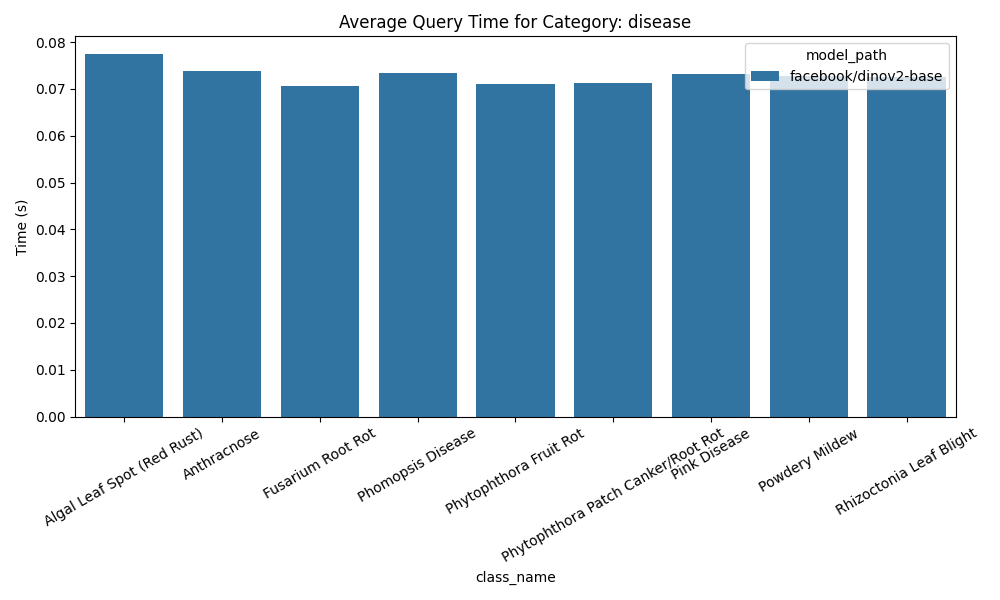 Average Query Time for Category: disease
model_path
facebook/dinov2-base
Time (s)
0.08
0.07
0.06
0.05
0.04
0.03
0.02
0.01
0.00
Algal Leaf Spot (Red Rust)
Anthracnose
Fusarium Root Rot
Phomopsis Disease
Phytophthora Fruit Rot
Phytophthora Patch Canker/Root Rot
Pink Disease
Powdery Mildew
Rhizoctonia Leaf Blight
class_name